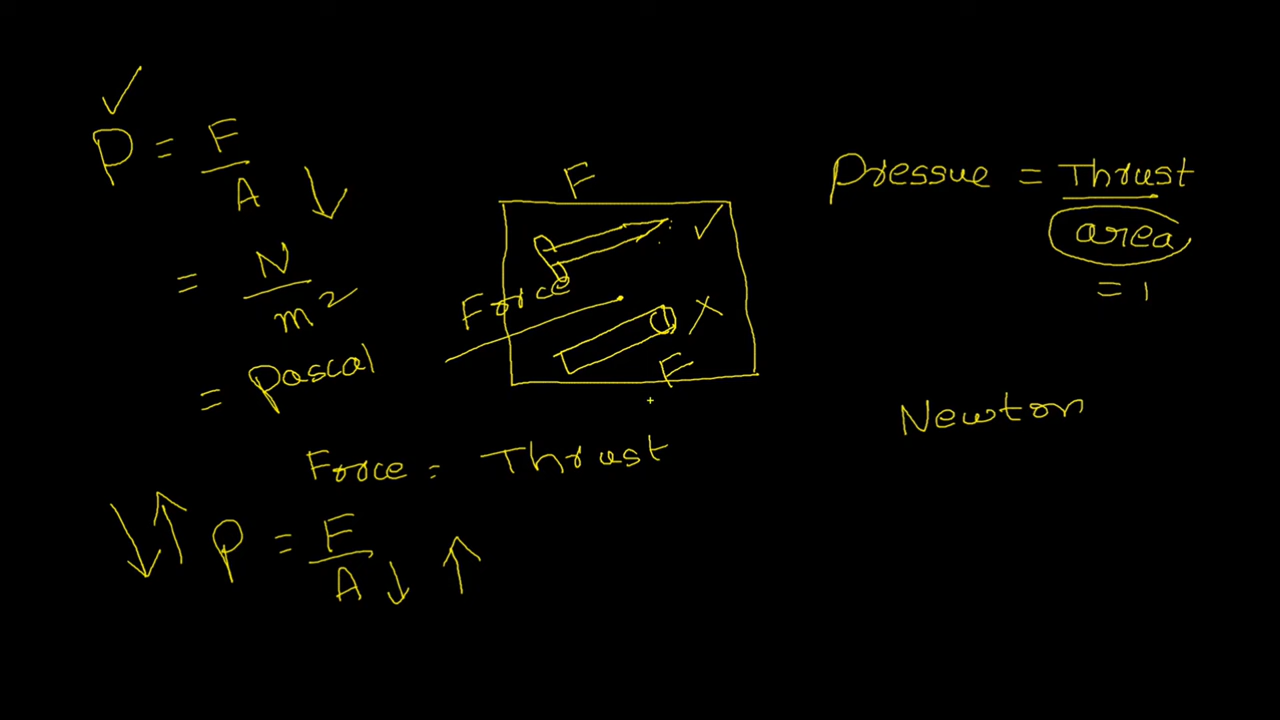 P = F
A
= N
m²
= pascal
F
Force
F
Force = Thrust
P = F
A
Pressue = Thrust
area
= 1
Newton